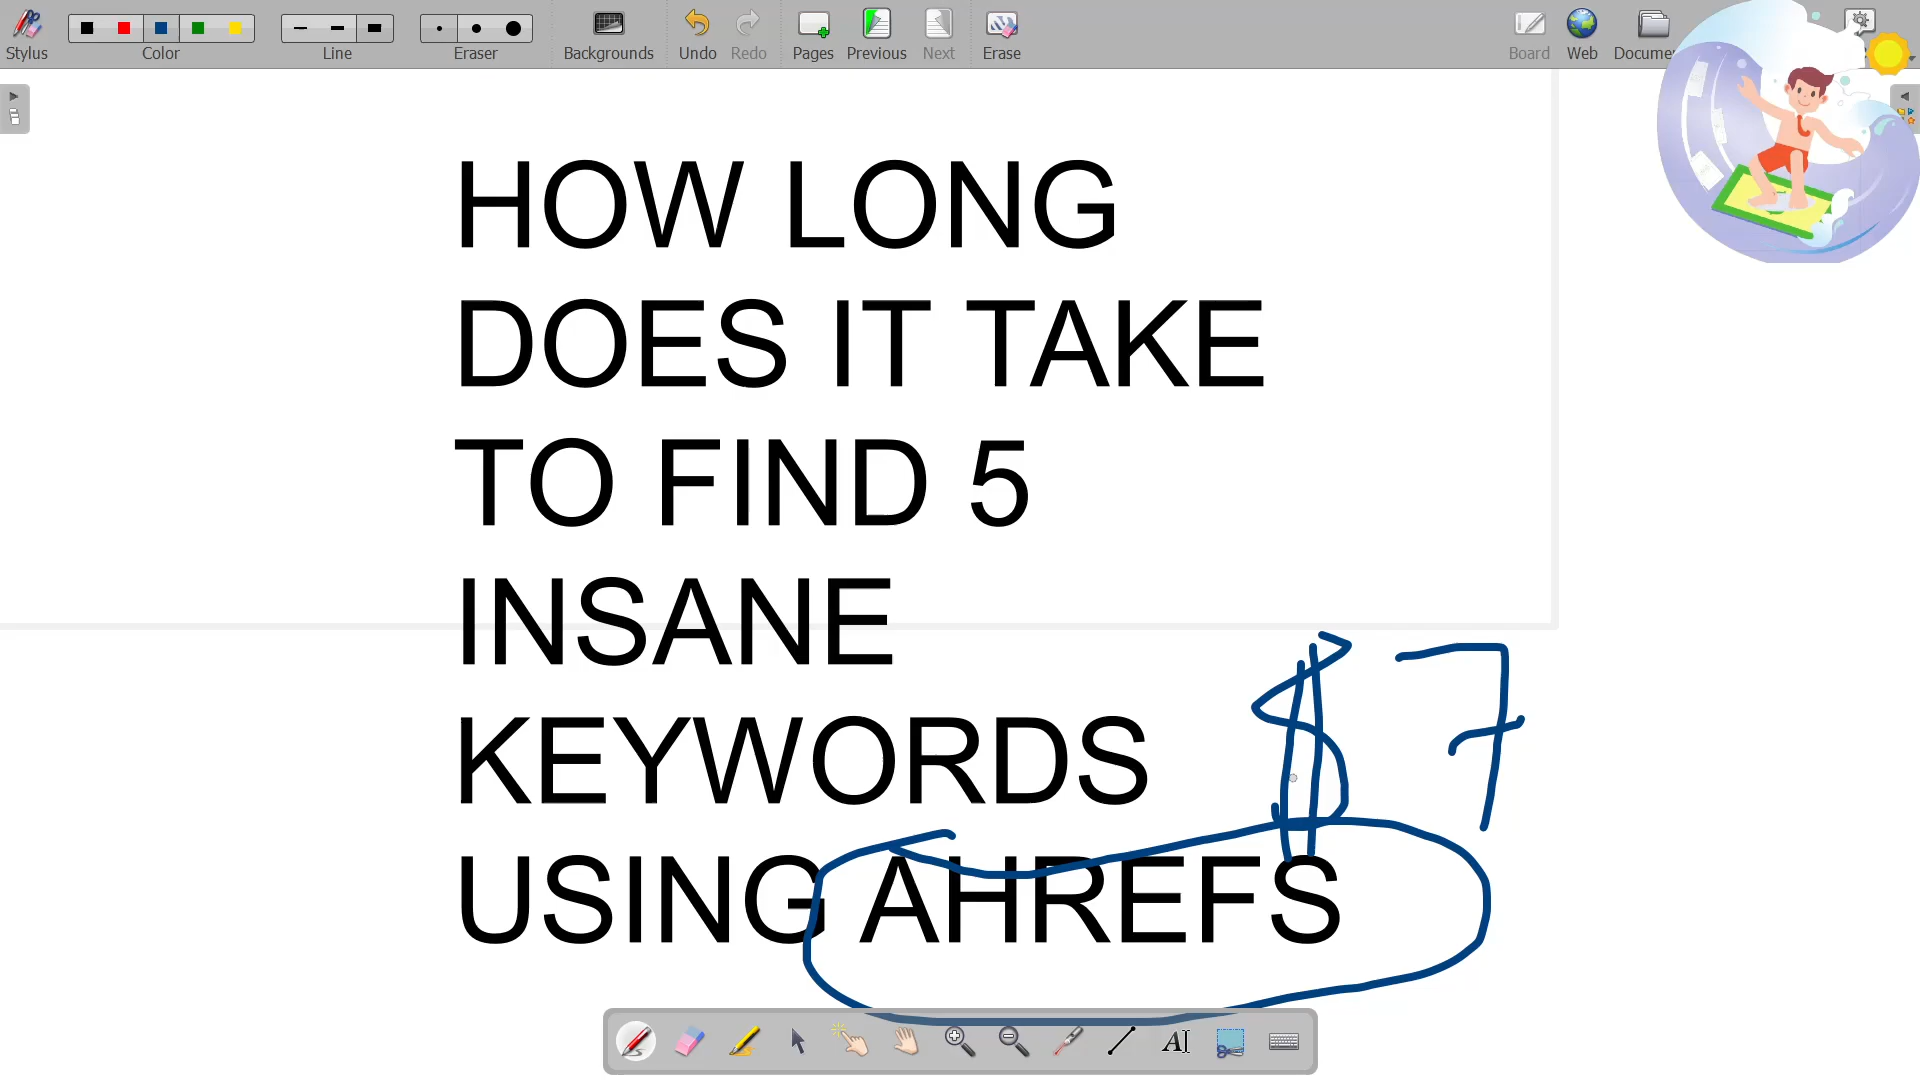 Stylus Color Line Eraser Backgrounds Undo Redo Pages Previous Next Erase Board Web
HOW LONG
DOES IT TAKE
TO FIND 5
INSANE
KEYWORDS
$7
USING AHREFS